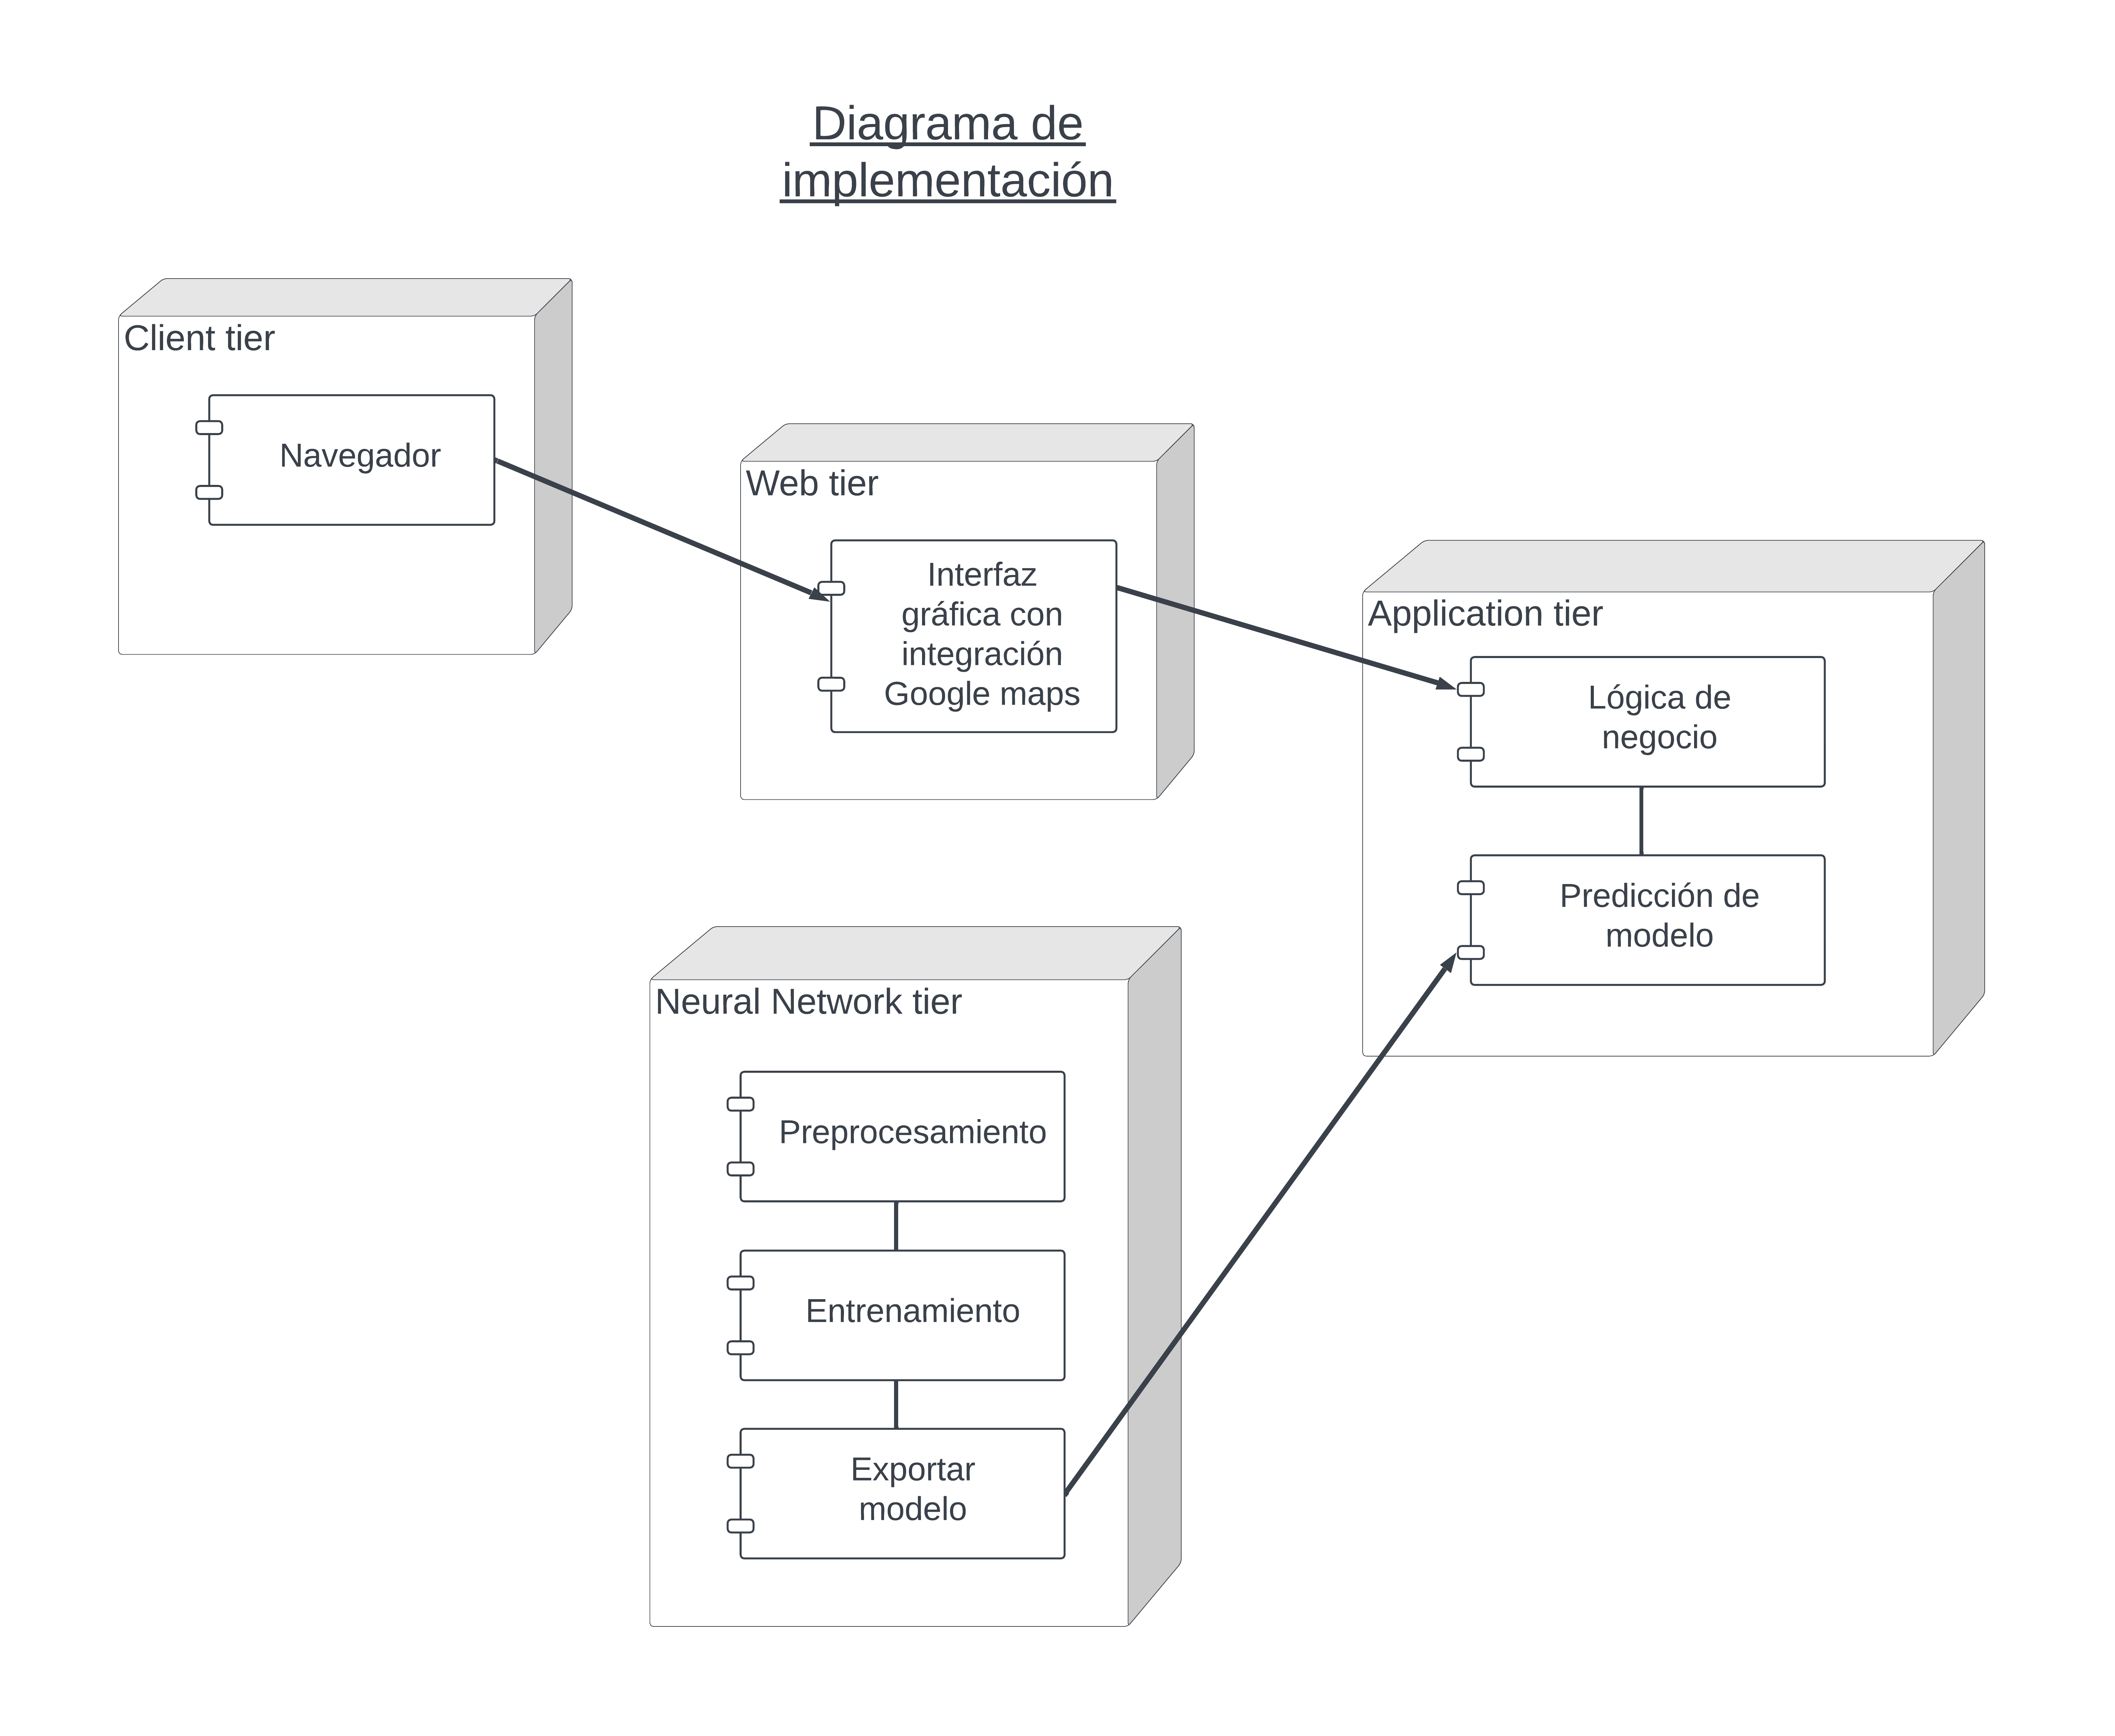 Diagrama de
implementación
Client tier
Navegador
Web tier
Interfaz
gráfica con
integración
Google maps
Application tier
Lógica de
negocio
Predicción de
modelo
Neural Network tier
Preprocesamiento
Entrenamiento
Exportar
modelo